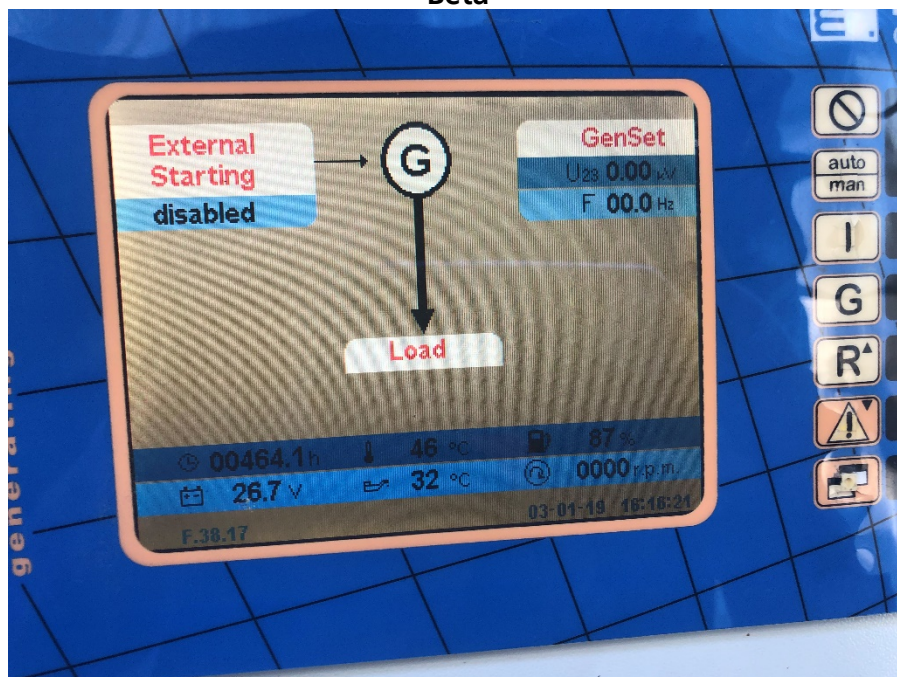 Beta
External
Starting
disabled
G
GenSet
U23 0.00 kV
F 00.0 Hz
Load
00464.1 h
46 °C
87 %
26.7 V
32 °C
0000 r.p.m
03-01-19 16:16:21
F.38.17
auto
man
I
G
R
generating